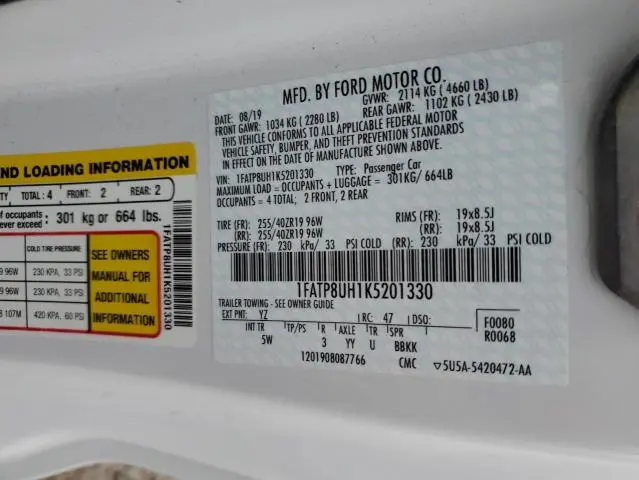 MFD. BY FORD MOTOR CO.
DATE: 08/19 GVWR: 2114 KG ( 4660 LB)
FRONT GAWR: 1034 KG ( 2280 LB) REAR GAWR: 1102 KG ( 2430 LB)
THIS VEHICLE CONFORMS TO ALL APPLICABLE FEDERAL MOTOR
VEHICLE SAFETY, BUMPER, AND THEFT PREVENTION STANDARDS
IN EFFECT ON THE DATE OF MANUFACTURE SHOWN ABOVE.
VIN: 1FATP8UH1K5201330 TYPE: Passenger Car
MAXIMUM LOAD = OCCUPANTS + LUGGAGE = 301KG/ 664LB
OCCUPANTS = 4 TOTAL; 2 FRONT, 2 REAR
TIRE (FR): 255/40ZR19 96W RIMS (FR): 19x8.5J
(RR): 255/40ZR19 96W (RR): 19x8.5J
PRESSURE (FR): 230 kPa/ 33 PSI COLD (RR): 230 kPa/ 33 PSI COLD
1FATP8UH1K5201330
TRAILER TOWING - SEE OWNER GUIDE
EXT PNT: YZ RC: 47 DSO:
INT TR TP/PS R AXLE TR SPR
5W 3 YY U BBKK
F0080
R0068
1201908087766 CMC 5U5A-5420472-AA
ND LOADING INFORMATION
TY TOTAL: 4 FRONT: 2 REAR: 2
of occupants
ever exceed : 301 kg or 664 lbs.
COLD TIRE PRESSURE
9 96W 230 KPA, 33 PSI
9 96W 230 KPA, 33 PSI
8 107M 420 KPA, 60 PSI
SEE OWNERS
MANUAL FOR
ADDITIONAL
INFORMATION
1FATP8UH1K5201330